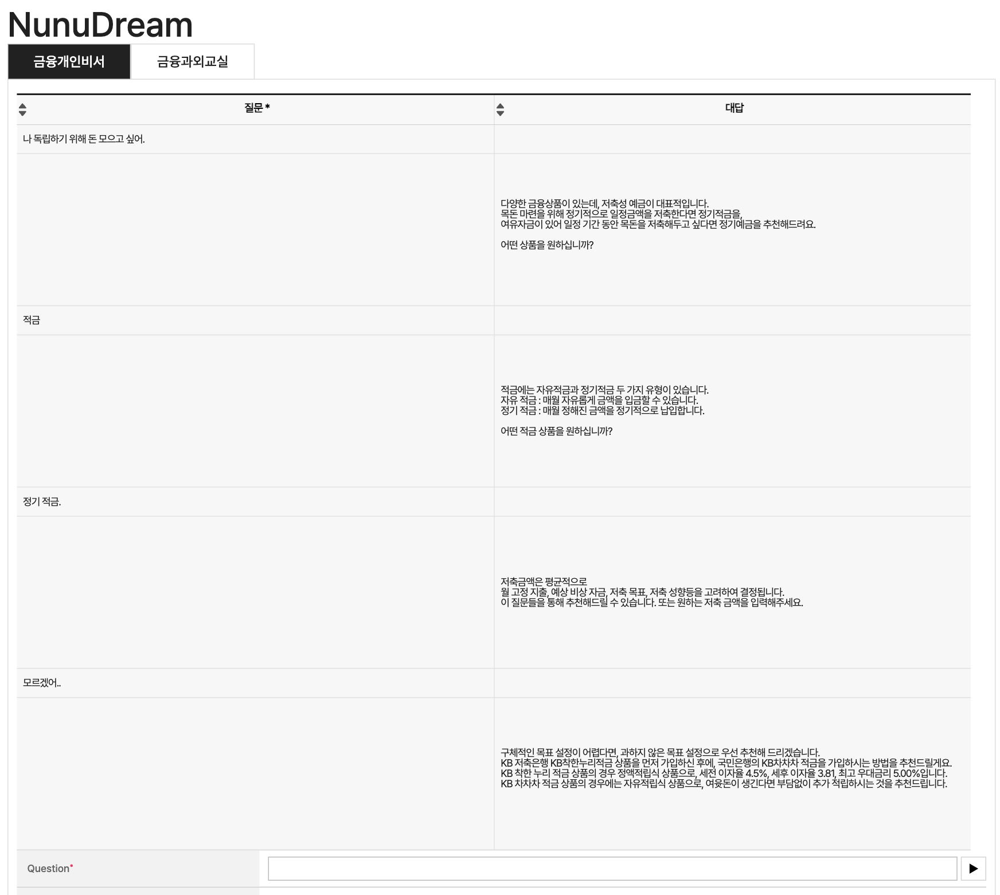 NunuDream
금융개인비서
금융과외교실
질문 *
대답
나 독립하기 위해 돈 모으고 싶어.
다양한 금융상품이 있는데, 저축성 예금이 대표적입니다.
목돈 마련을 위해 정기적으로 일정금액을 저축한다면 정기적금을,
여유자금이 있어 일정 기간 동안 목돈을 저축해두고 싶다면 정기예금을 추천해드려요.
어떤 상품을 원하십니까?
적금
적금에는 자유적금과 정기적금 두 가지 유형이 있습니다.
자유 적금 : 매월 자유롭게 금액을 입금할 수 있습니다.
정기 적금 : 매월 정해진 금액을 정기적으로 납입합니다.
어떤 적금 상품을 원하십니까?
정기 적금.
저축금액은 평균적으로
월 고정 지출, 예상 비상 자금, 저축 목표, 저축 성향등을 고려하여 결정됩니다.
이 질문들을 통해 추천해드릴 수 있습니다. 또는 원하는 저축 금액을 입력해주세요.
모르겠어..
구체적인 목표 설정이 어렵다면, 과하지 않은 목표 설정으로 우선 추천해 드리겠습니다.
KB 저축은행 KB착한누리적금 상품을 먼저 가입하신 후에, 국민은행의 KB차차차 적금을 가입하시는 방법을 추천드릴게요.
KB 착한 누리 적금 상품의 경우 정액적립식 상품으로, 세전 이자율 4.5%, 세후 이자율 3.81, 최고 우대금리 5.00%입니다.
KB 차차차 적금 상품의 경우에는 자유적립식 상품으로, 여윳돈이 생긴다면 부담없이 추가 적립하시는 것을 추천드립니다.
Question